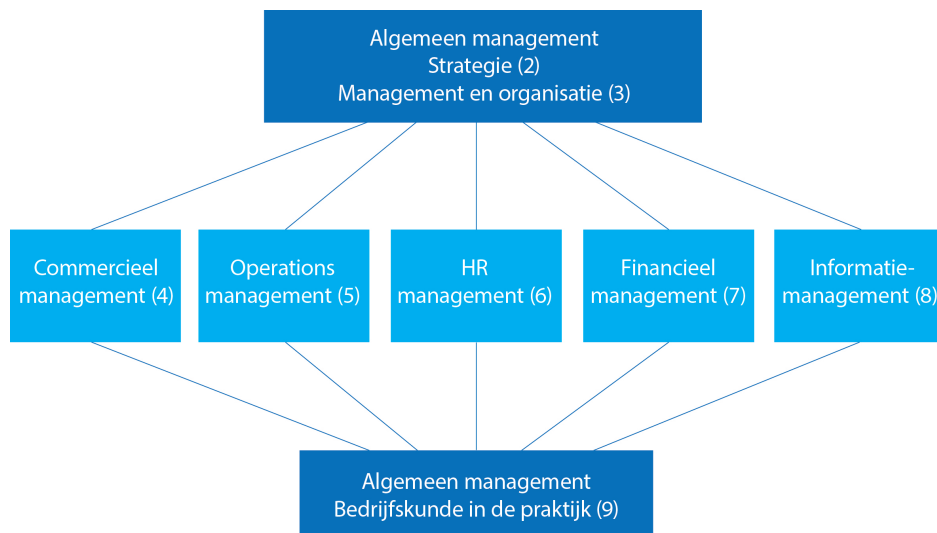 Algemeen management
Strategie (2)
Management en organisatie (3)
Commercieel
management (4)
Operations
management (5)
HR
management (6)
Financieel
management (7)
Informatie-
management (8)
Algemeen management
Bedrijfskunde in de praktijk (9)